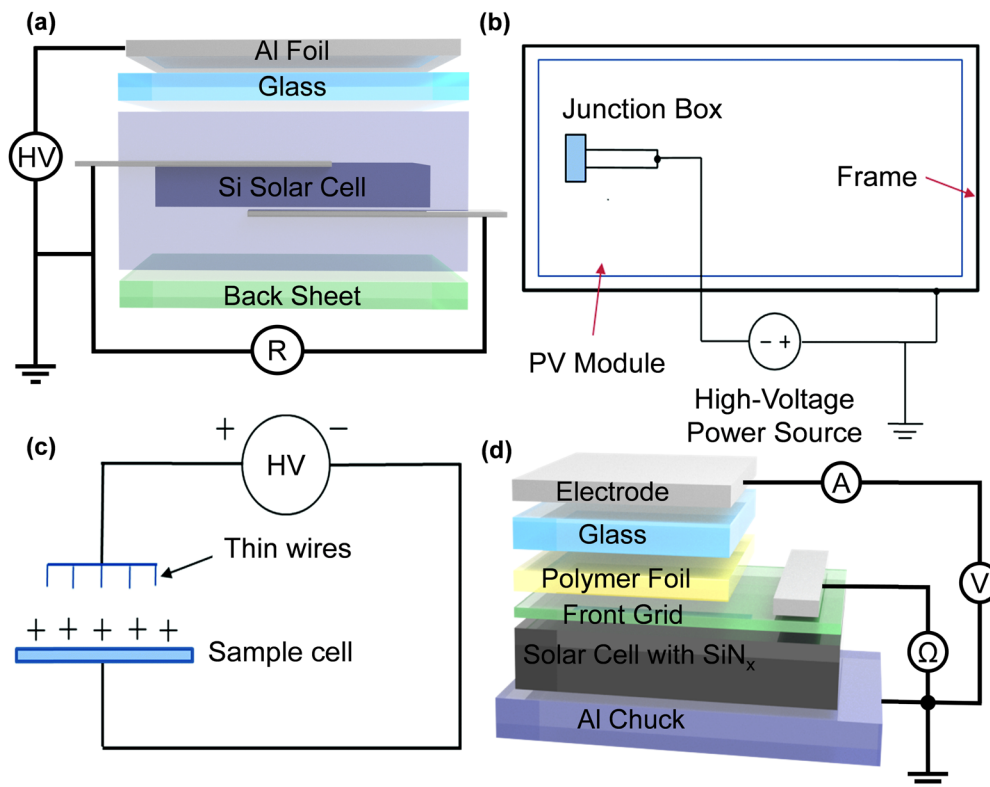 (a)
Al Foil
Glass
HV
Si Solar Cell
Back Sheet
R
(b)
Junction Box
Frame
PV Module
- +
High-Voltage
Power Source
(c)
+ −
HV
Thin wires
+ + + + +
Sample cell
(d)
Electrode
A
Glass
Polymer Foil
V
Front Grid
Solar Cell with SiNₓ
Ω
Al Chuck